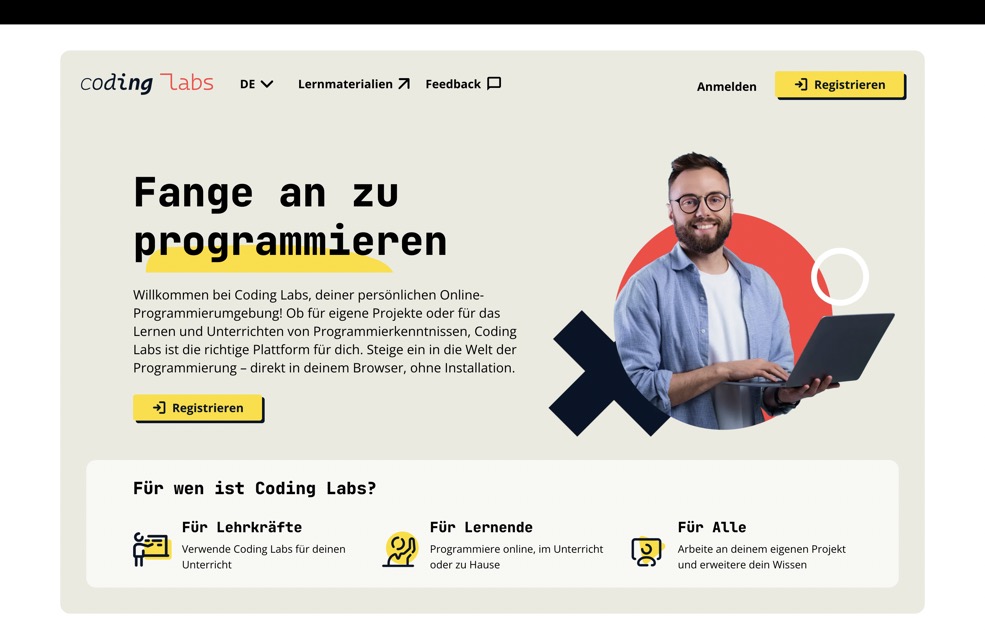 coding labs
DE
Lernmaterialien
Feedback
Anmelden
Registrieren
Fange an zu
programmieren
Willkommen bei Coding Labs, deiner persönlichen Online-
Programmierumgebung! Ob für eigene Projekte oder für das
Lernen und Unterrichten von Programmierkenntnissen, Coding
Labs ist die richtige Plattform für dich. Steige ein in die Welt der
Programmierung – direkt in deinem Browser, ohne Installation.
Registrieren
Für wen ist Coding Labs?
Für Lehrkräfte
Verwende Coding Labs für deinen
Unterricht
Für Lernende
Programmiere online, im Unterricht
oder zu Hause
Für Alle
Arbeite an deinem eigenen Projekt
und erweitere dein Wissen